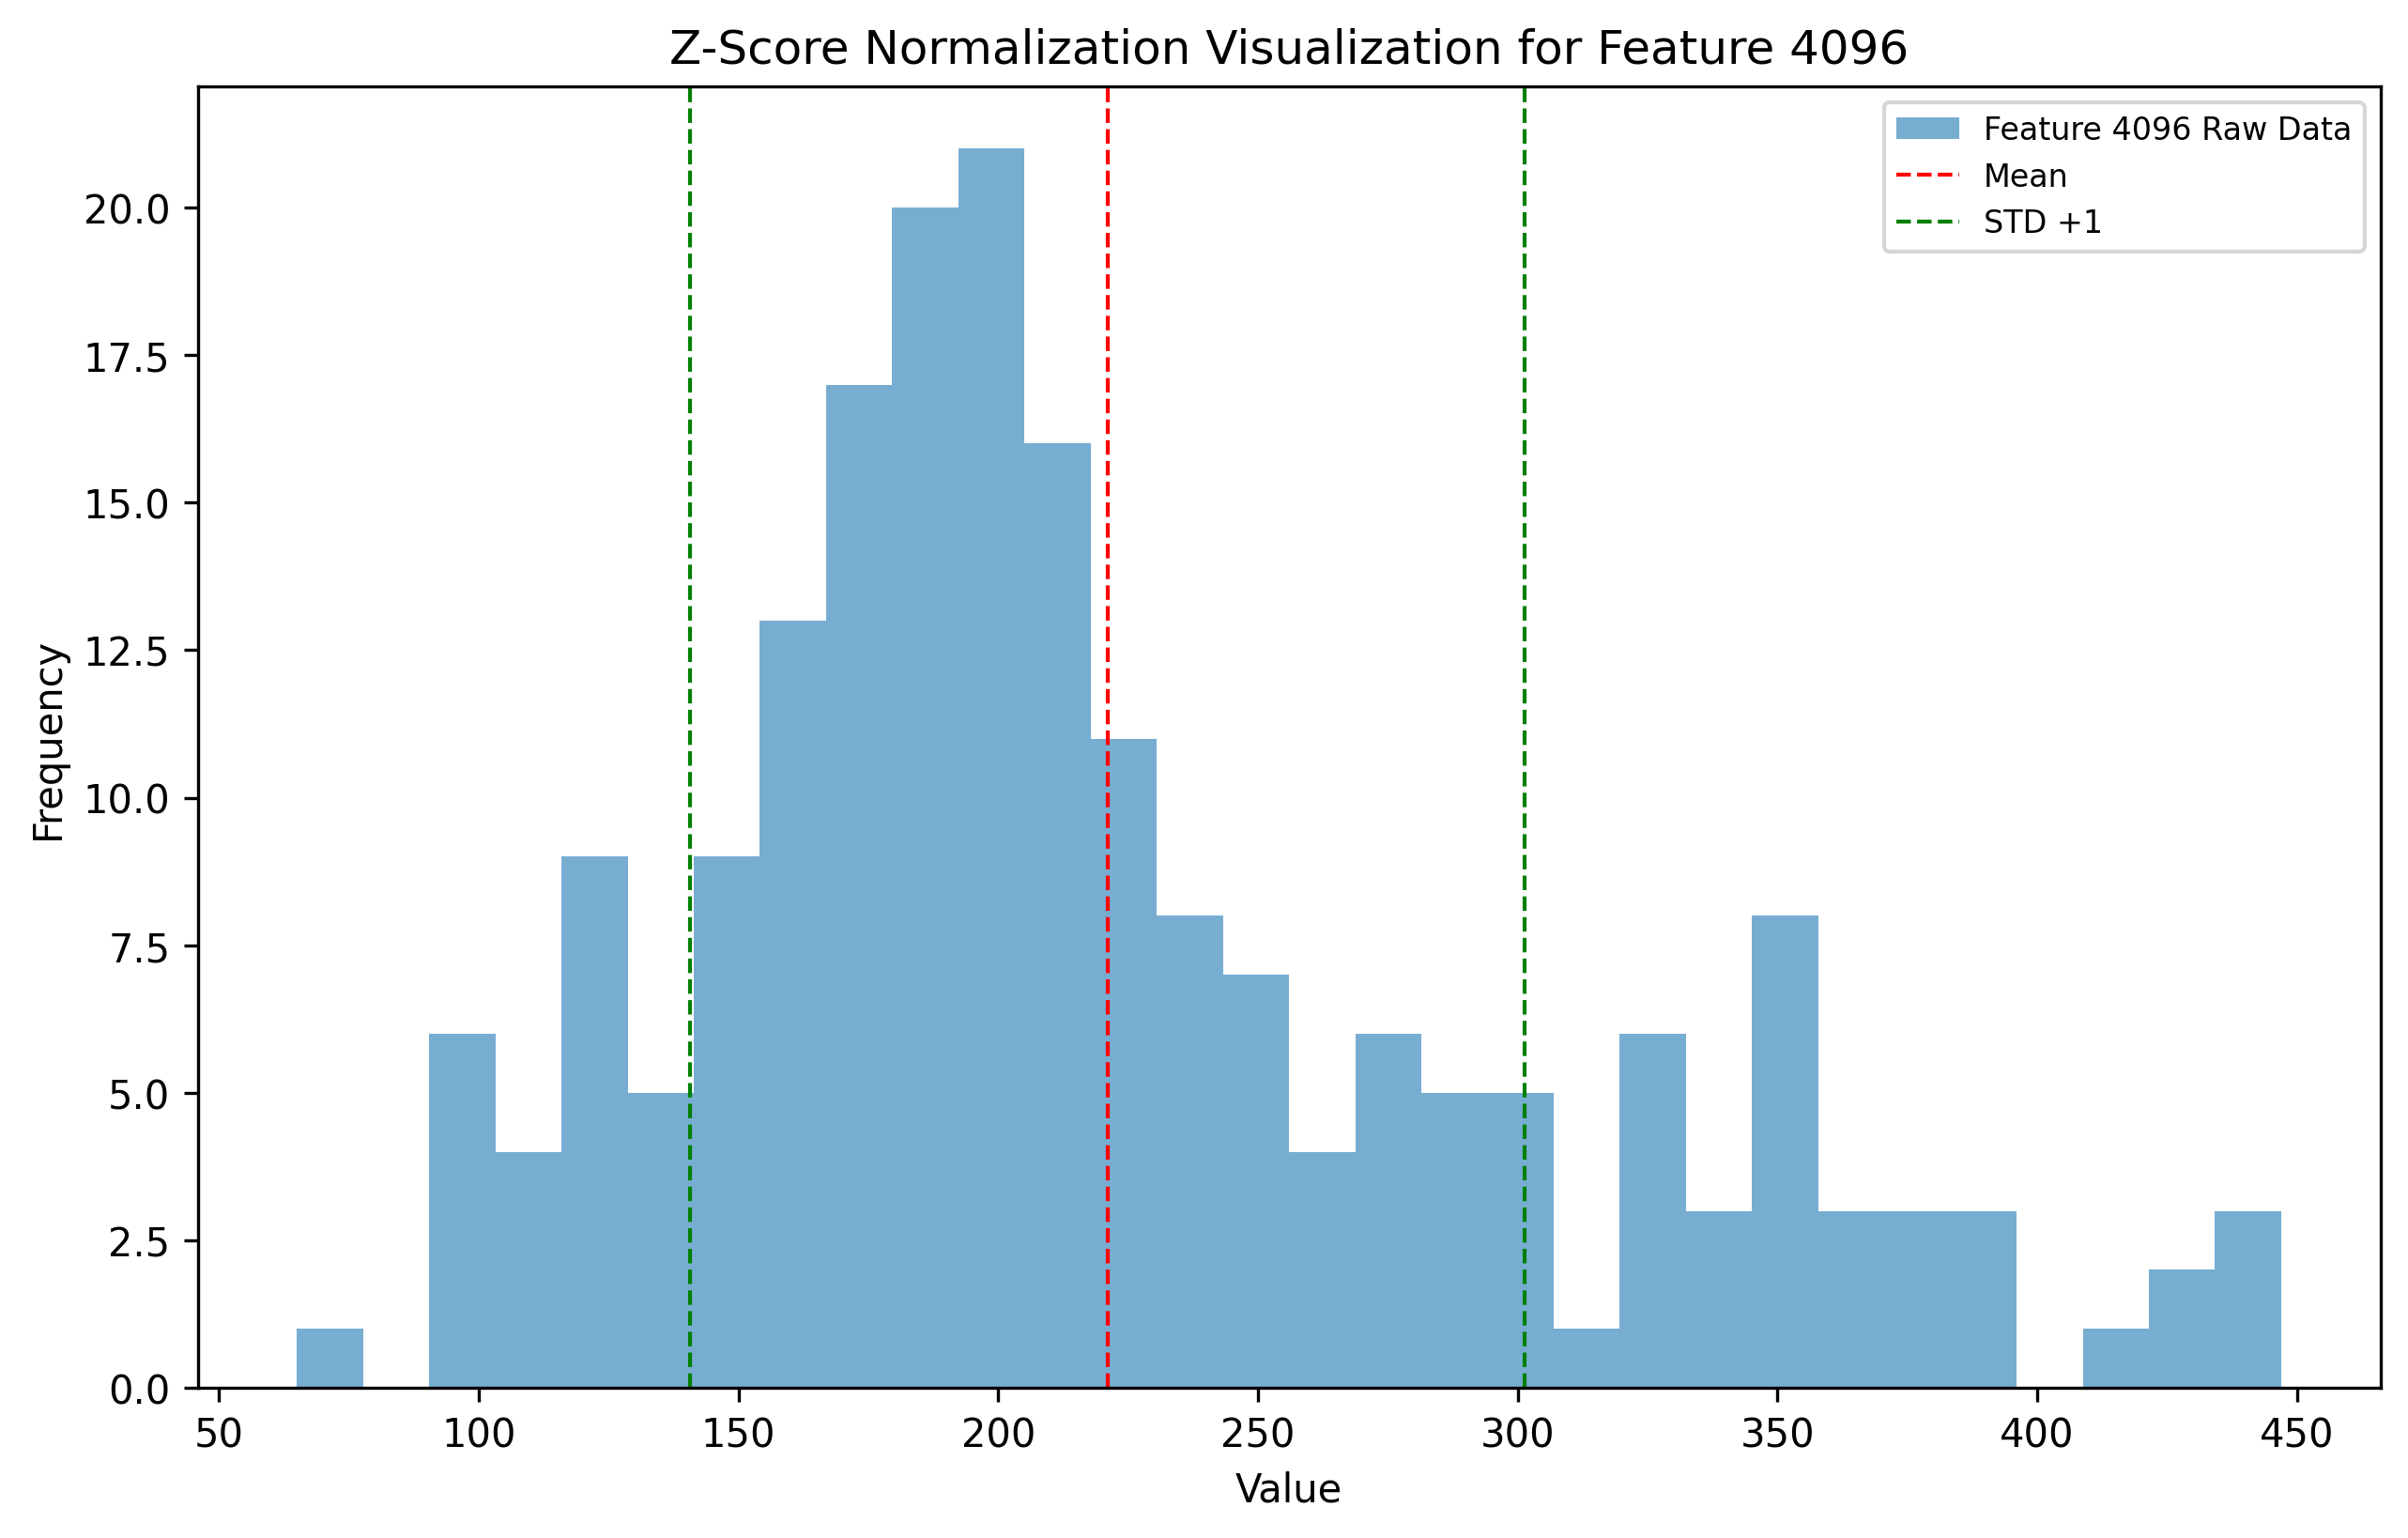 Z-Score Normalization Visualization for Feature 4096
Feature 4096 Raw Data
Mean
STD +1
20.0
17.5
15.0
12.5
10.0
7.5
5.0
2.5
0.0
Frequency
50 100 150 200 250 300 350 400 450
Value